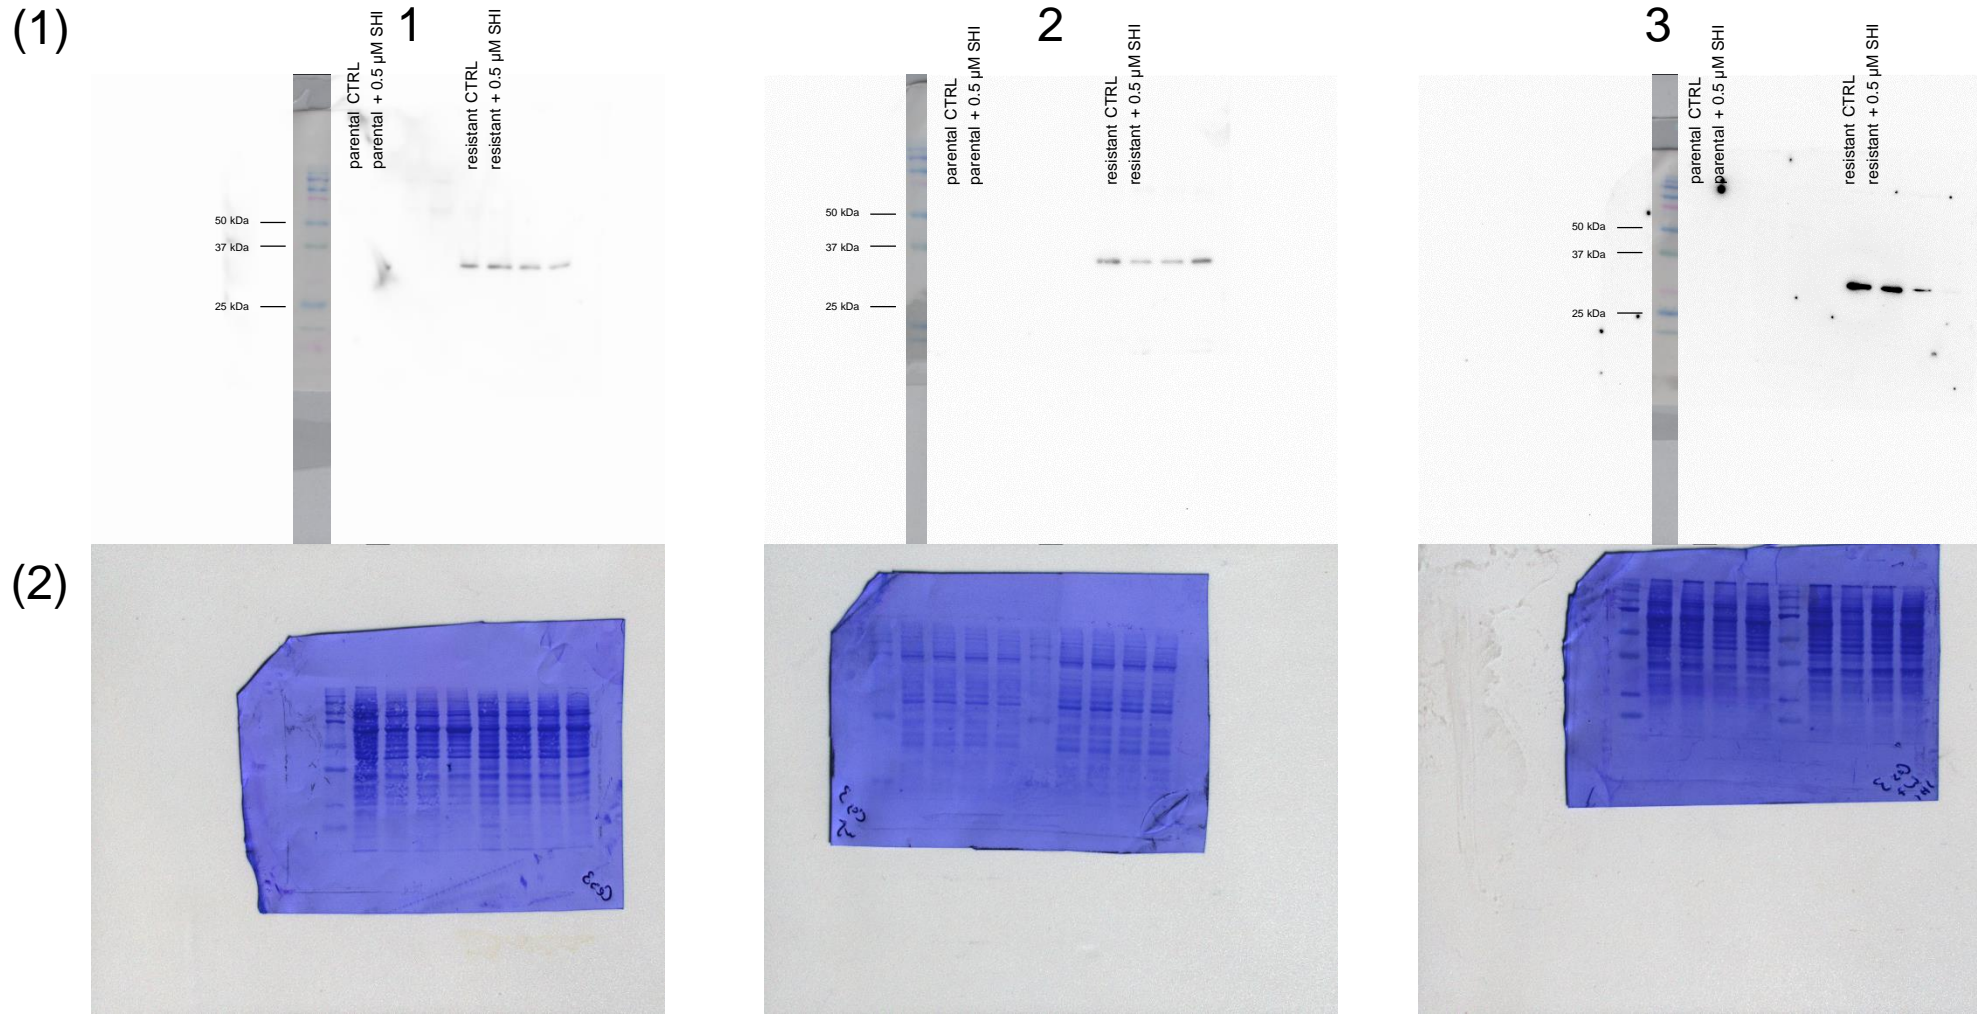 (1)
1
2
3
parental CTRL
parental + 0.5 µM SHI
resistant CTRL
resistant + 0.5 µM SHI
parental CTRL
parental + 0.5 µM SHI
resistant CTRL
resistant + 0.5 µM SHI
parental CTRL
parental + 0.5 µM SHI
resistant CTRL
resistant + 0.5 µM SHI
50 kDa
37 kDa
25 kDa
50 kDa
37 kDa
25 kDa
50 kDa
37 kDa
25 kDa
(2)